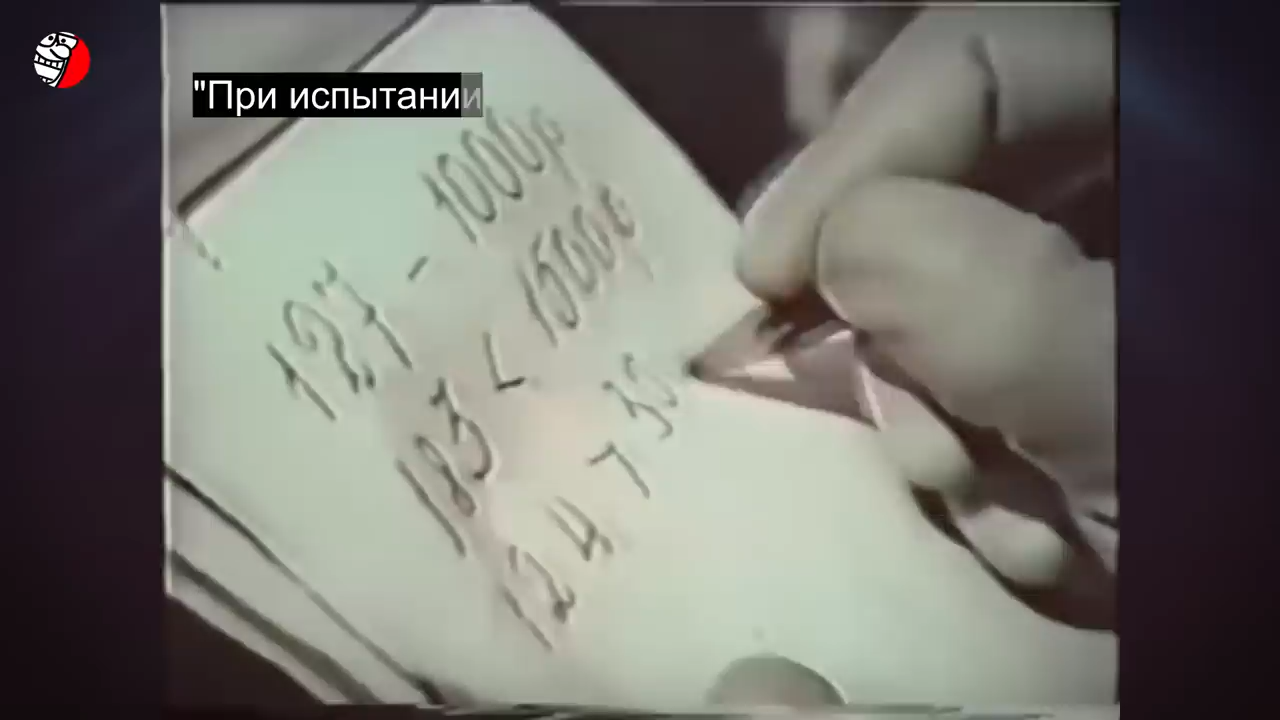 "При испытании
127 - 1000р
183 - 1500р
124 - 30